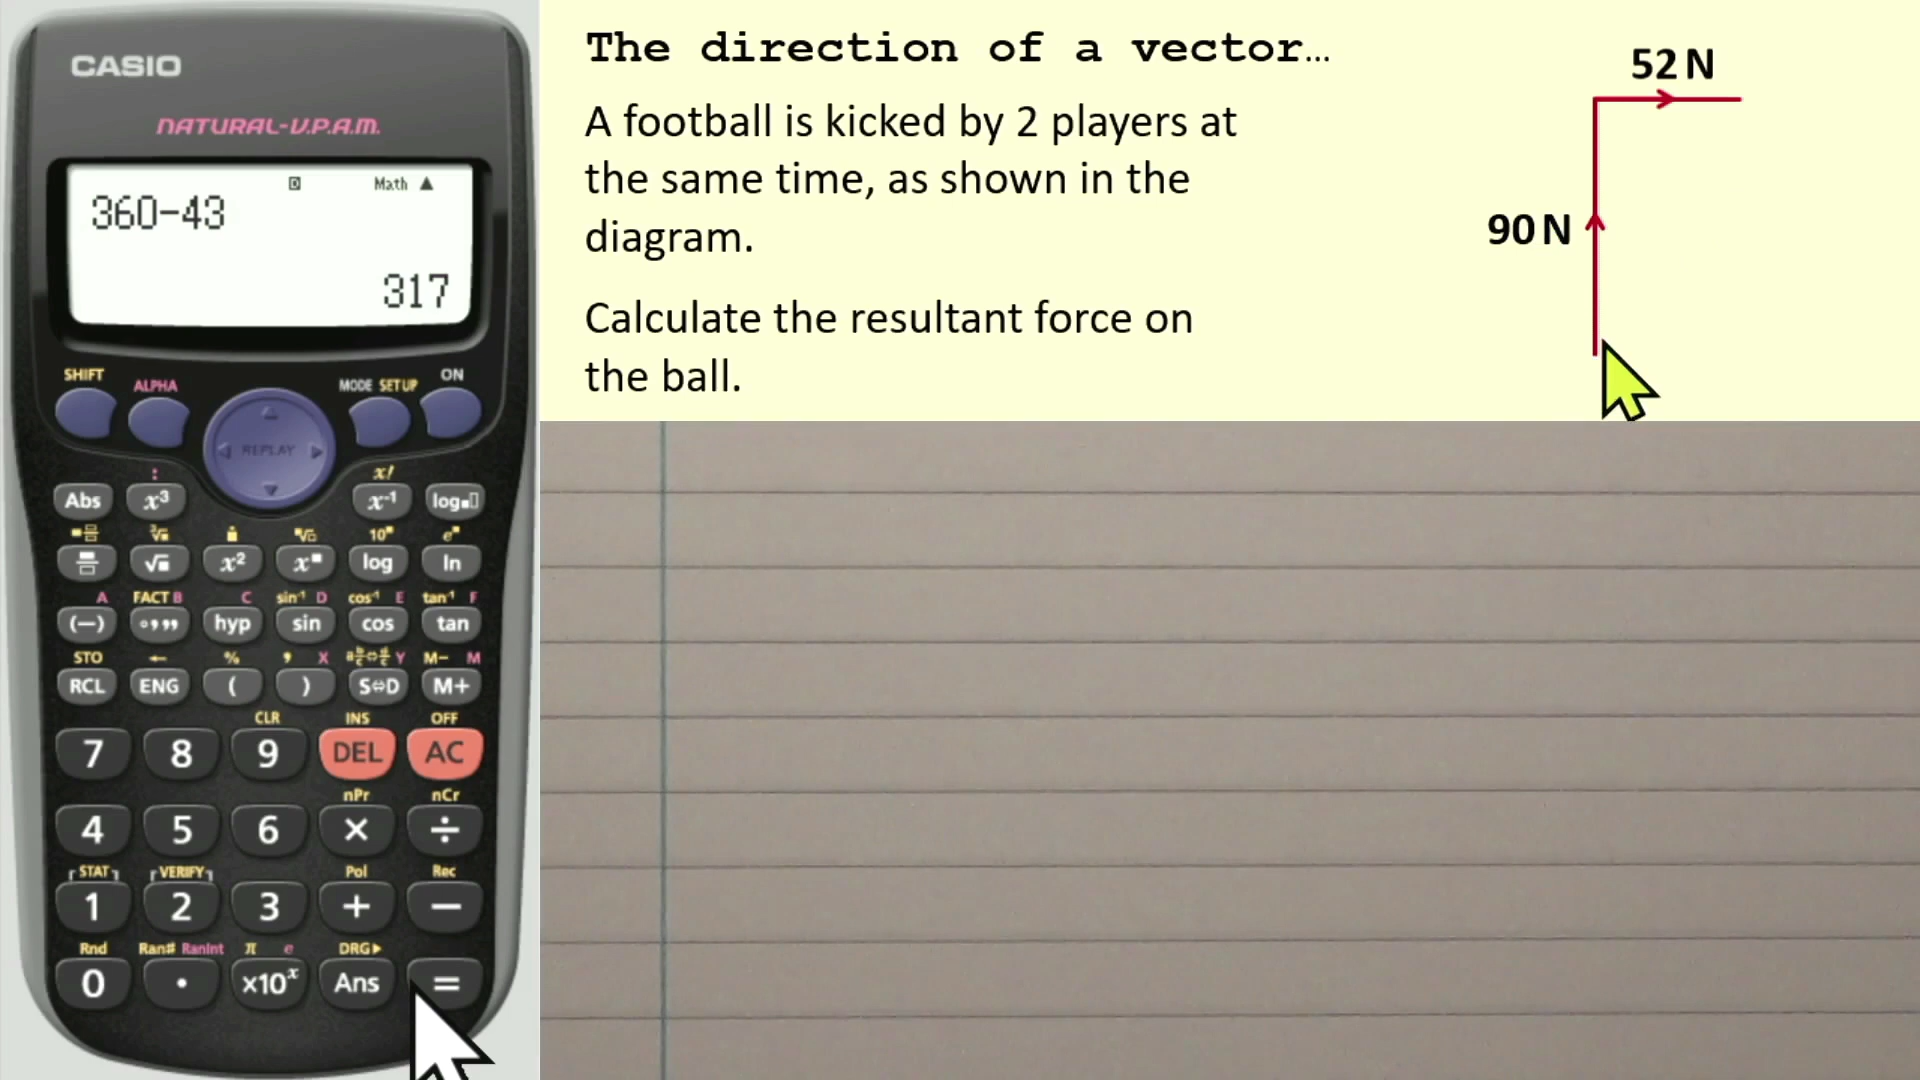 CASIO
NATURAL-V.P.A.M.
D Math ▲
360-43
317
SHIFT ALPHA MODE SETUP ON
REPLAY
: x!
Abs x³ x⁻¹ log
∛ 10 e
√ x² x log ln
A FACT B C sin⁻¹ D cos⁻¹ E tan⁻¹ F
(−) hyp sin cos tan
STO ← % , X Y M− M
RCL ENG ( ) S⇔D M+
CLR INS OFF
7 8 9 DEL AC
nPr nCr
4 5 6 × ÷
STAT VERIFY Pol Rec
1 2 3 + −
Rnd Ran# RanInt π e DRG▶
0 . ×10ˣ Ans =
The direction of a vector…
A football is kicked by 2 players at
the same time, as shown in the
diagram.
Calculate the resultant force on
the ball.
52 N
90 N